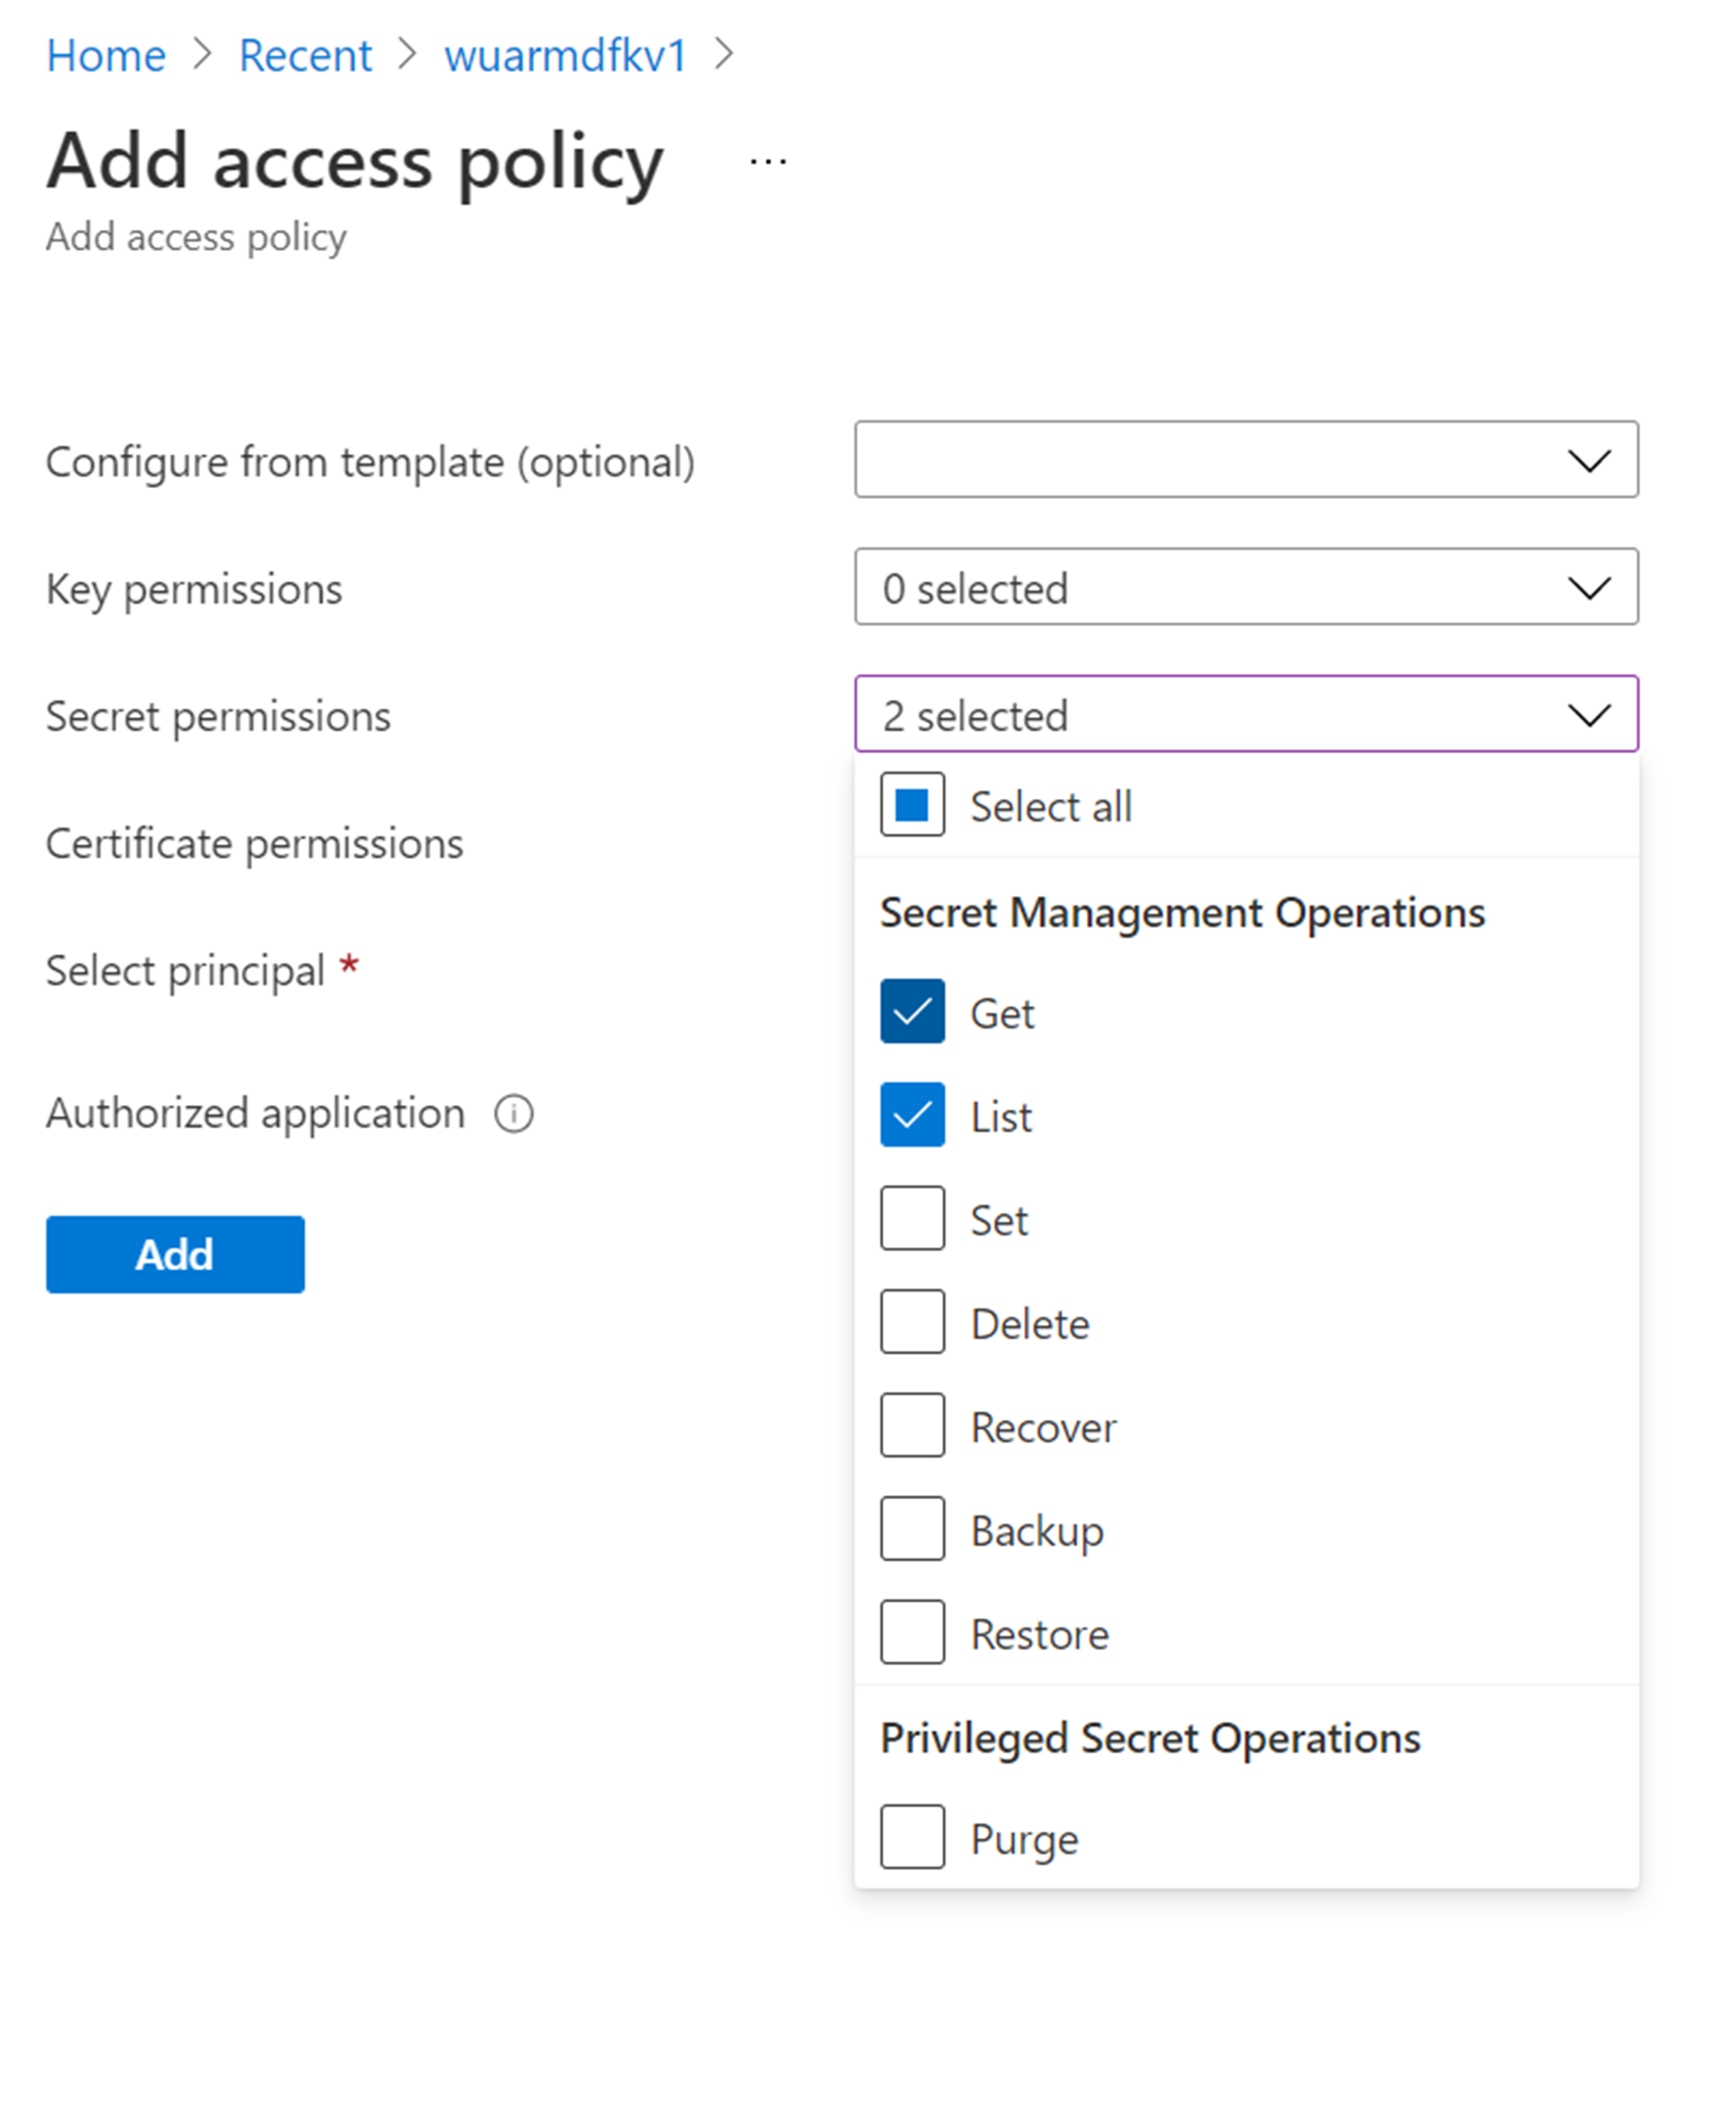 Home > Recent > wuarmdfkv1 >
Add access policy ...
Add access policy
Configure from template (optional)
Key permissions 0 selected
Secret permissions 2 selected
Select all
Certificate permissions
Secret Management Operations
Select principal *
Get
Authorized application
List
Set
Add
Delete
Recover
Backup
Restore
Privileged Secret Operations
Purge